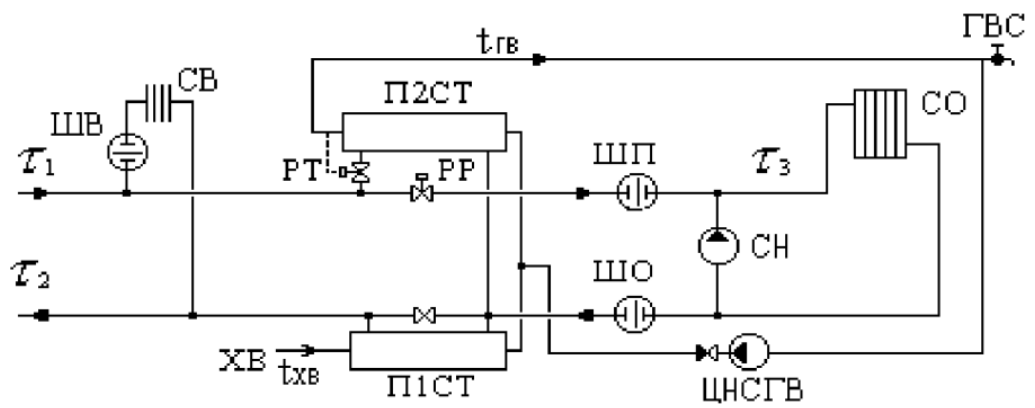 ГВС
tгв
СВ
П2СТ
СО
ШВ
ШП
τ3
τ1
РТ
РР
СН
τ2
ШО
ХВ
tхв
П1СТ
ЦНСГВ